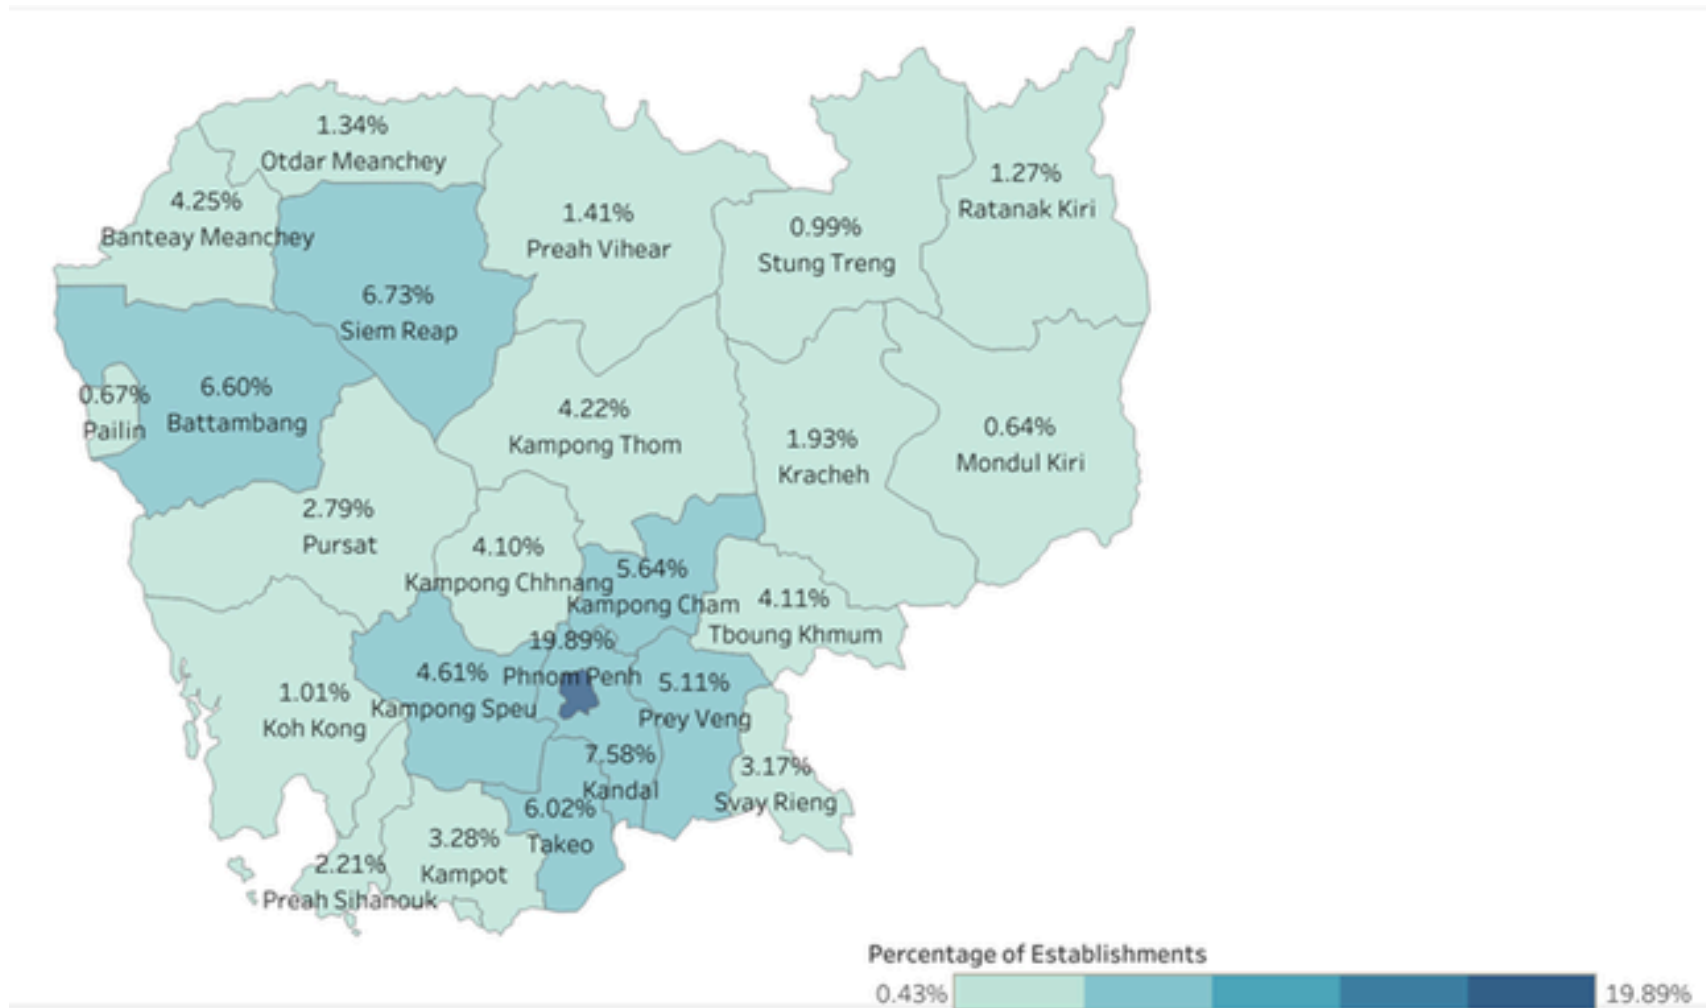 1.34%
Otdar Meanchey
4.25%
Banteay Meanchey
6.73%
Siem Reap
1.41%
Preah Vihear
0.99%
Stung Treng
1.27%
Ratanak Kiri
0.67%
Pailin
6.60%
Battambang
4.22%
Kampong Thom
1.93%
Kracheh
0.64%
Mondul Kiri
2.79%
Pursat
4.10%
Kampong Chhnang
5.64%
Kampong Cham
4.11%
Tboung Khmum
19.89%
Phnom Penh
4.61%
Kampong Speu
5.11%
Prey Veng
1.01%
Koh Kong
7.58%
Kandal
3.17%
Svay Rieng
6.02%
Takeo
3.28%
Kampot
2.21%
Preah Sihanouk
Percentage of Establishments
0.43%
19.89%